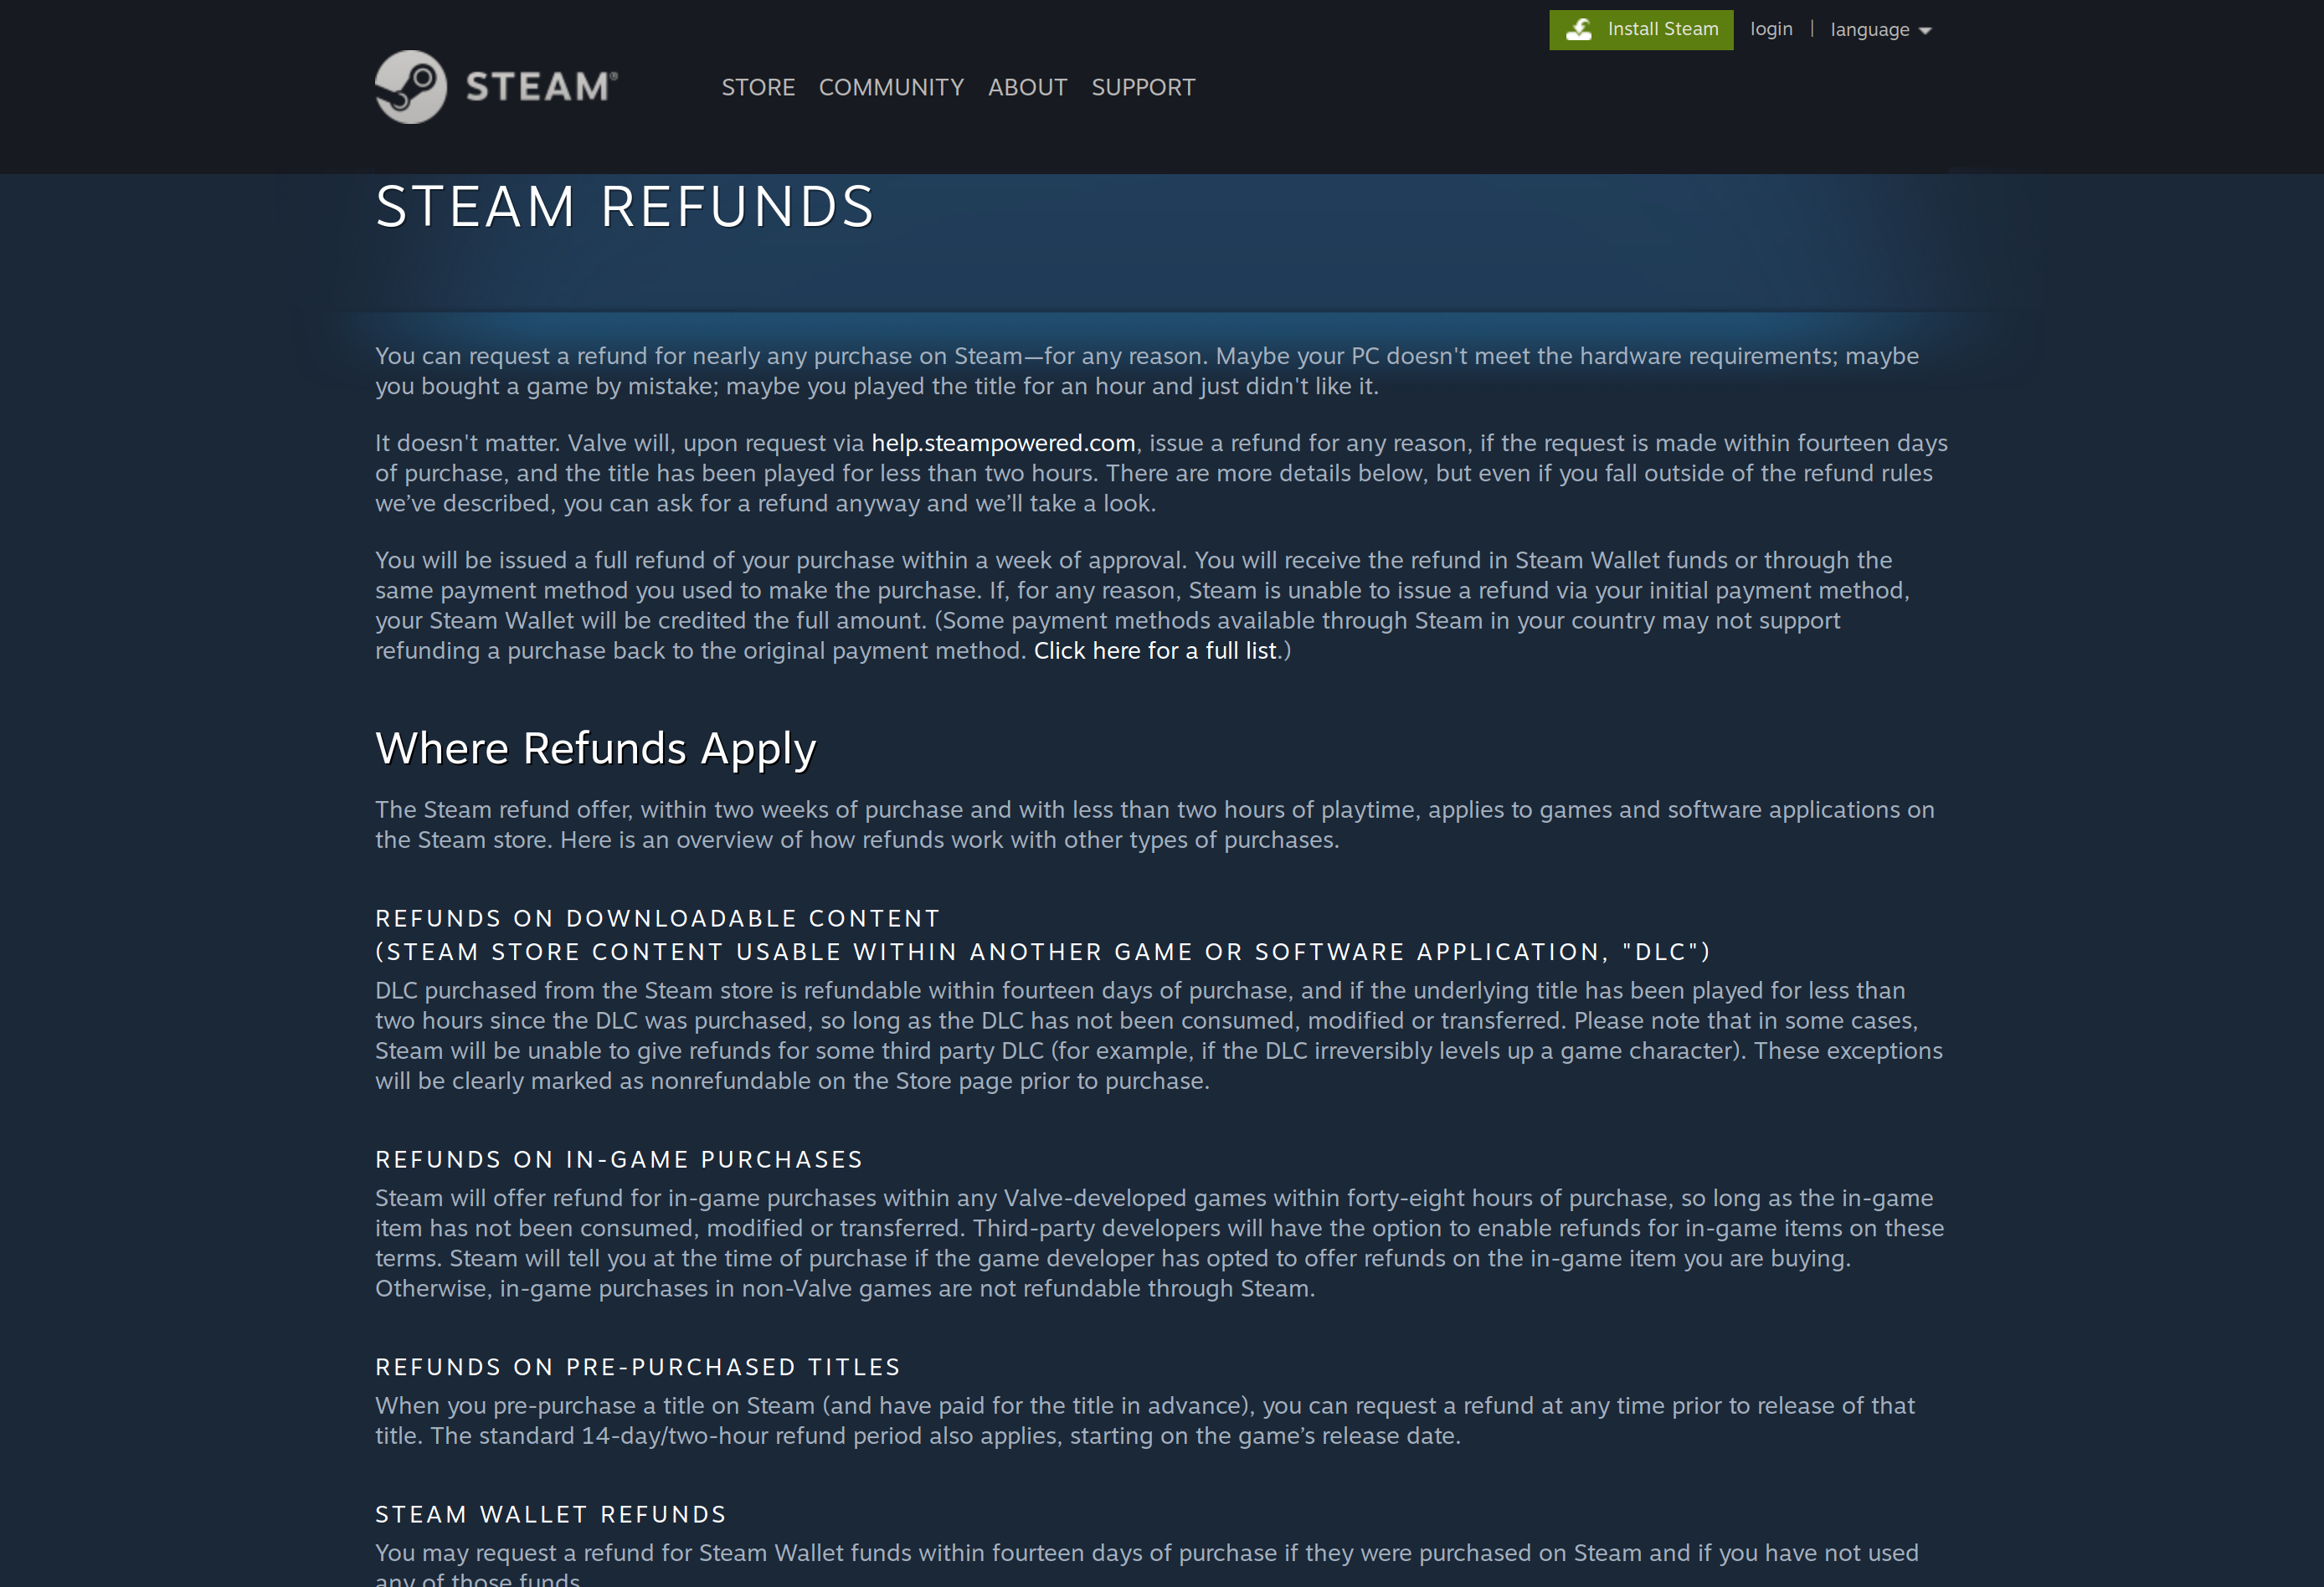 Install Steam login | language
STEAM®
STORE COMMUNITY ABOUT SUPPORT
STEAM REFUNDS
You can request a refund for nearly any purchase on Steam—for any reason. Maybe your PC doesn't meet the hardware requirements; maybe
you bought a game by mistake; maybe you played the title for an hour and just didn't like it.
It doesn't matter. Valve will, upon request via help.steampowered.com, issue a refund for any reason, if the request is made within fourteen days
of purchase, and the title has been played for less than two hours. There are more details below, but even if you fall outside of the refund rules
we’ve described, you can ask for a refund anyway and we’ll take a look.
You will be issued a full refund of your purchase within a week of approval. You will receive the refund in Steam Wallet funds or through the
same payment method you used to make the purchase. If, for any reason, Steam is unable to issue a refund via your initial payment method,
your Steam Wallet will be credited the full amount. (Some payment methods available through Steam in your country may not support
refunding a purchase back to the original payment method. Click here for a full list.)
Where Refunds Apply
The Steam refund offer, within two weeks of purchase and with less than two hours of playtime, applies to games and software applications on
the Steam store. Here is an overview of how refunds work with other types of purchases.
REFUNDS ON DOWNLOADABLE CONTENT
(STEAM STORE CONTENT USABLE WITHIN ANOTHER GAME OR SOFTWARE APPLICATION, "DLC")
DLC purchased from the Steam store is refundable within fourteen days of purchase, and if the underlying title has been played for less than
two hours since the DLC was purchased, so long as the DLC has not been consumed, modified or transferred. Please note that in some cases,
Steam will be unable to give refunds for some third party DLC (for example, if the DLC irreversibly levels up a game character). These exceptions
will be clearly marked as nonrefundable on the Store page prior to purchase.
REFUNDS ON IN-GAME PURCHASES
Steam will offer refund for in-game purchases within any Valve-developed games within forty-eight hours of purchase, so long as the in-game
item has not been consumed, modified or transferred. Third-party developers will have the option to enable refunds for in-game items on these
terms. Steam will tell you at the time of purchase if the game developer has opted to offer refunds on the in-game item you are buying.
Otherwise, in-game purchases in non-Valve games are not refundable through Steam.
REFUNDS ON PRE-PURCHASED TITLES
When you pre-purchase a title on Steam (and have paid for the title in advance), you can request a refund at any time prior to release of that
title. The standard 14-day/two-hour refund period also applies, starting on the game’s release date.
STEAM WALLET REFUNDS
You may request a refund for Steam Wallet funds within fourteen days of purchase if they were purchased on Steam and if you have not used
any of those funds.